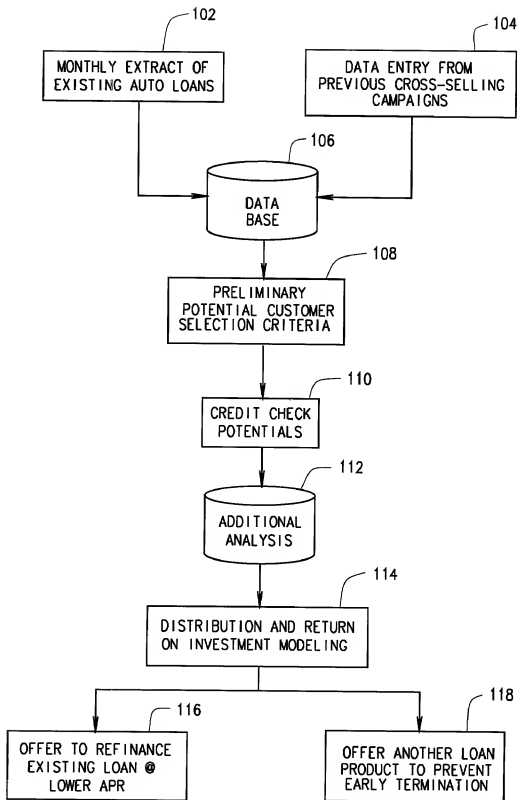 102
MONTHLY EXTRACT OF
EXISTING AUTO LOANS
104
DATA ENTRY FROM
PREVIOUS CROSS-SELLING
CAMPAIGNS
106
DATA
BASE
108
PRELIMINARY
POTENTIAL CUSTOMER
SELECTION CRITERIA
110
CREDIT CHECK
POTENTIALS
112
ADDITIONAL
ANALYSIS
114
DISTRIBUTION AND RETURN
ON INVESTMENT MODELING
116
OFFER TO REFINANCE
EXISTING LOAN @
LOWER APR
118
OFFER ANOTHER LOAN
PRODUCT TO PREVENT
EARLY TERMINATION